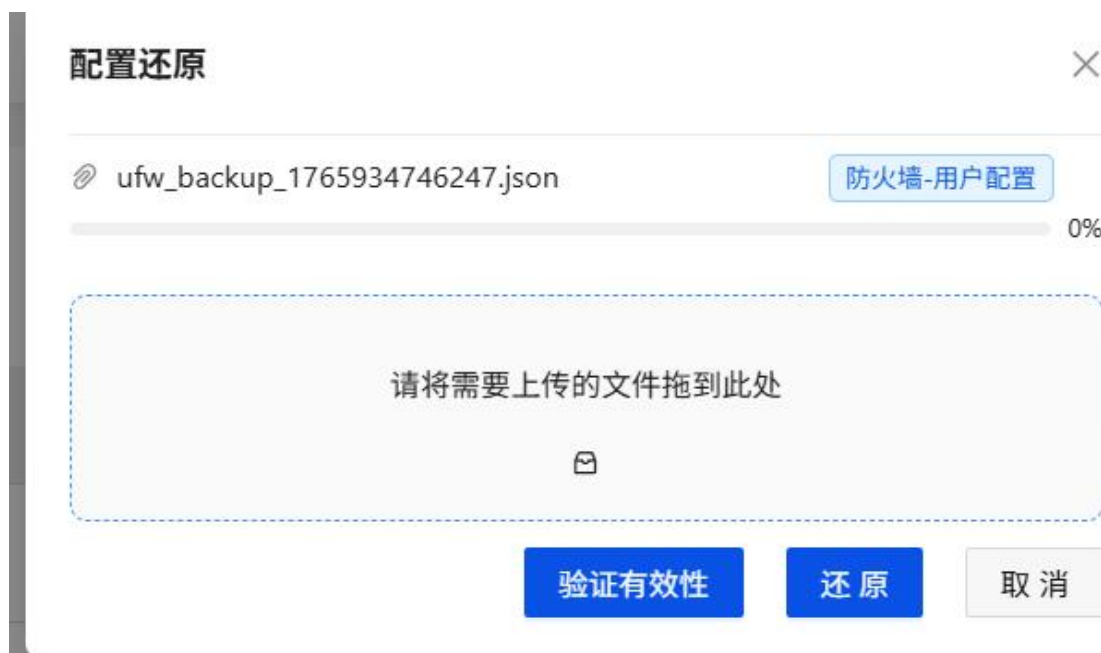 配置还原
ufw_backup_1765934746247.json 防火墙-用户配置
0%
请将需要上传的文件拖到此处
验证有效性 还 原 取 消